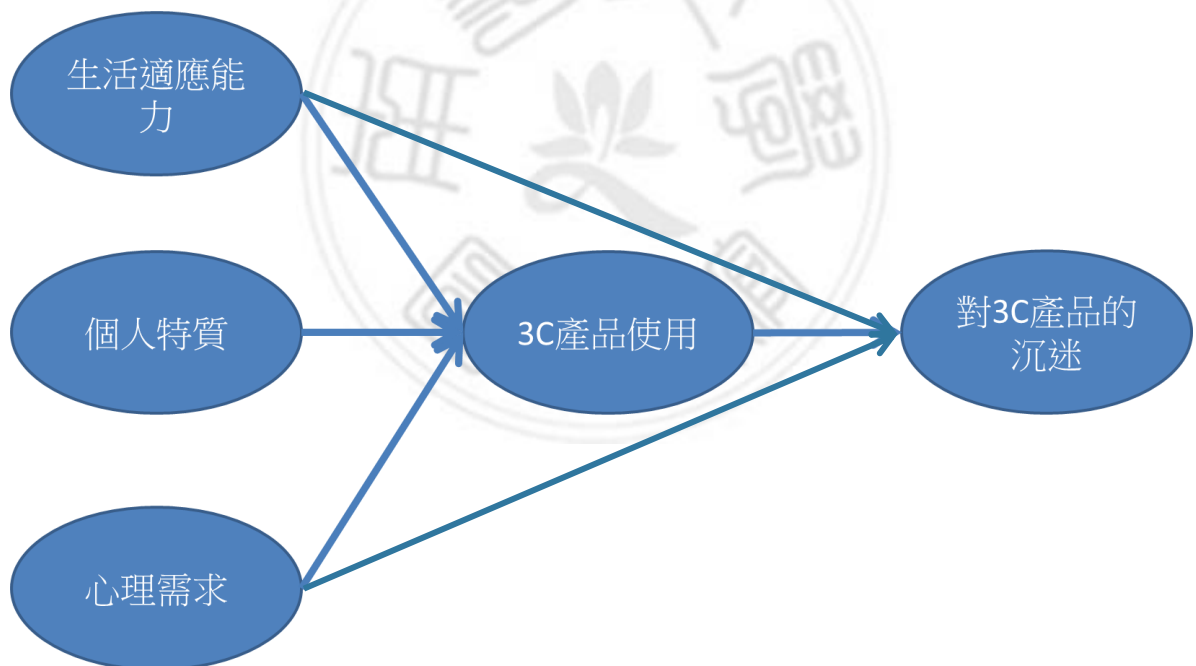 生活適應能
力
個人特質
3C產品使用
對3C產品的
沉迷
心理需求